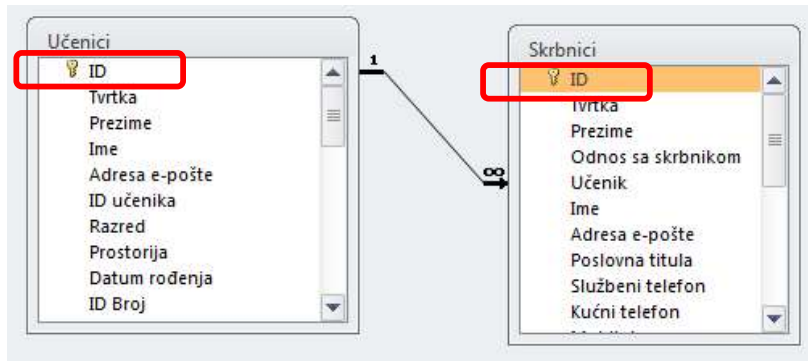 Učenici
ID
Tvrtka
Prezime
Ime
Adresa e-pošte
ID učenika
Razred
Prostorija
Datum rođenja
ID Broj
1
∞
Skrbnici
ID
Tvrtka
Prezime
Odnos sa skrbnikom
Učenik
Ime
Adresa e-pošte
Poslovna titula
Službeni telefon
Kućni telefon